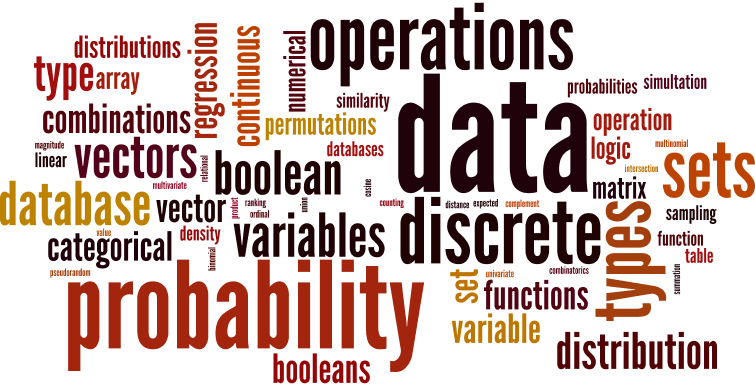 distributions
type
array
regression
continuous
numerical
operations
data
similarity
probabilities
simultation
combinations
permutations
operation
magnitude
linear
vectors
relational
databases
logic
multinomial
intersection
sets
boolean
multivariate
cosine
matrix
database
vector
product
ranking
ordinal
union
counting
distance
expected
complement
sampling
value
categorical
density
binomial
variables
discrete
types
function
table
pseudorandom
probability
set
univariate
combinatorics
summation
functions
variable
distribution
booleans